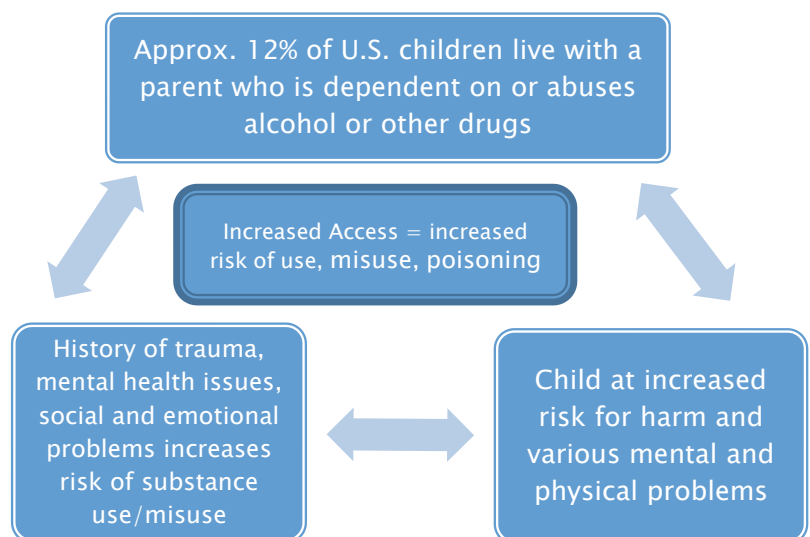 Approx. 12% of U.S. children live with a
parent who is dependent on or abuses
alcohol or other drugs
Increased Access = increased
risk of use, misuse, poisoning
History of trauma,
mental health issues,
social and emotional
problems increases
risk of substance
use/misuse
Child at increased
risk for harm and
various mental and
physical problems